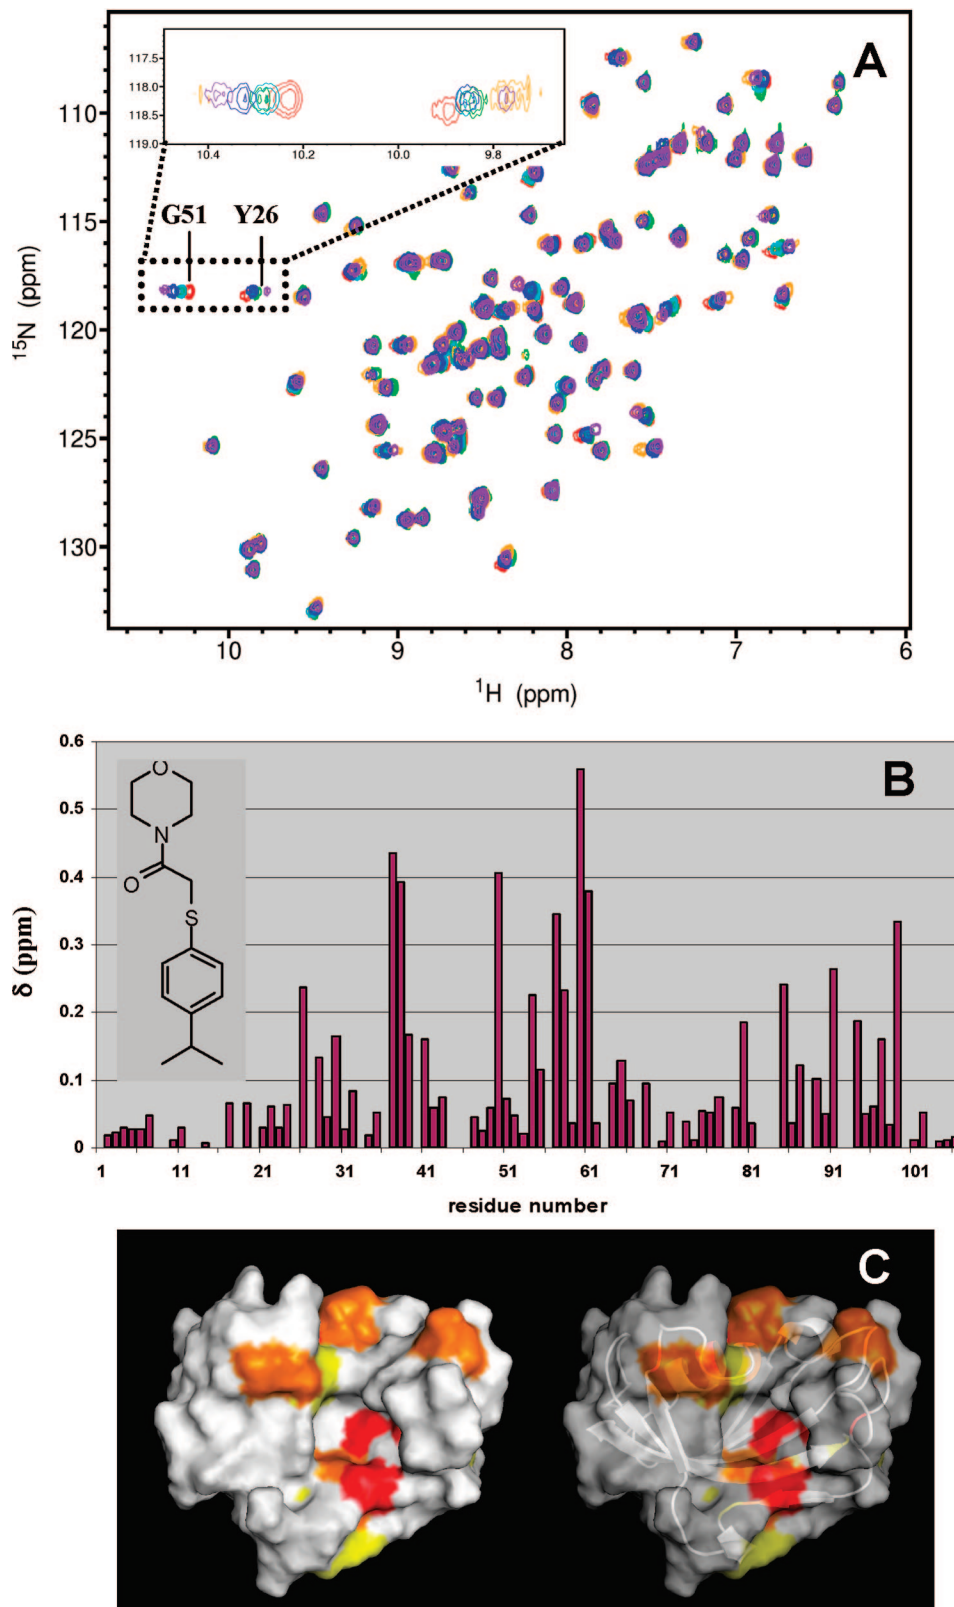 A
117.5
118.0
118.5
119.0
10.4 10.2 10.0 9.8
G51 Y26
110
115
120
125
130
15N (ppm)
10 9 8 7 6
1H (ppm)
B
0.6
0.5
0.4
0.3
0.2
0.1
0
δ (ppm)
O
N
O
S
1 11 21 31 41 51 61 71 81 91 101
residue number
C